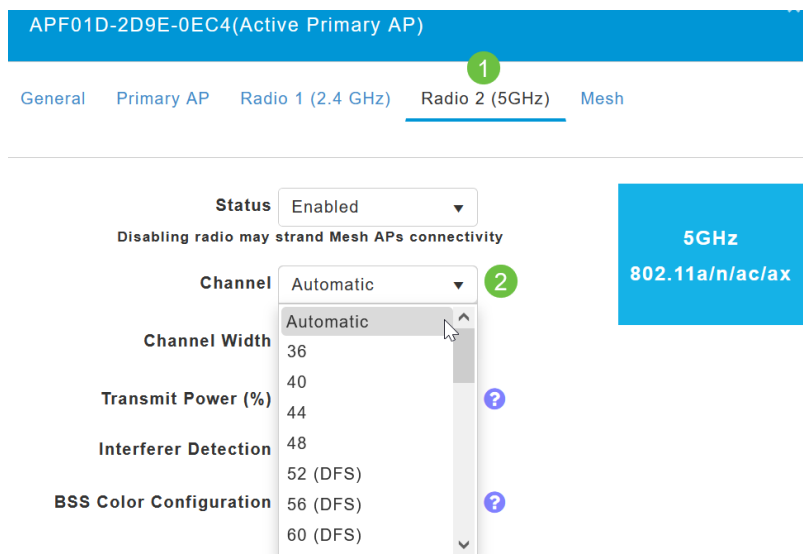 APF01D-2D9E-0EC4(Active Primary AP)
1
General Primary AP Radio 1 (2.4 GHz) Radio 2 (5GHz) Mesh
Status Enabled
Disabling radio may strand Mesh APs connectivity
5GHz
802.11a/n/ac/ax
Channel Automatic 2
Automatic
Channel Width
36
40
Transmit Power (%) ?
44
Interferer Detection
48
52 (DFS)
BSS Color Configuration ?
56 (DFS)
60 (DFS)